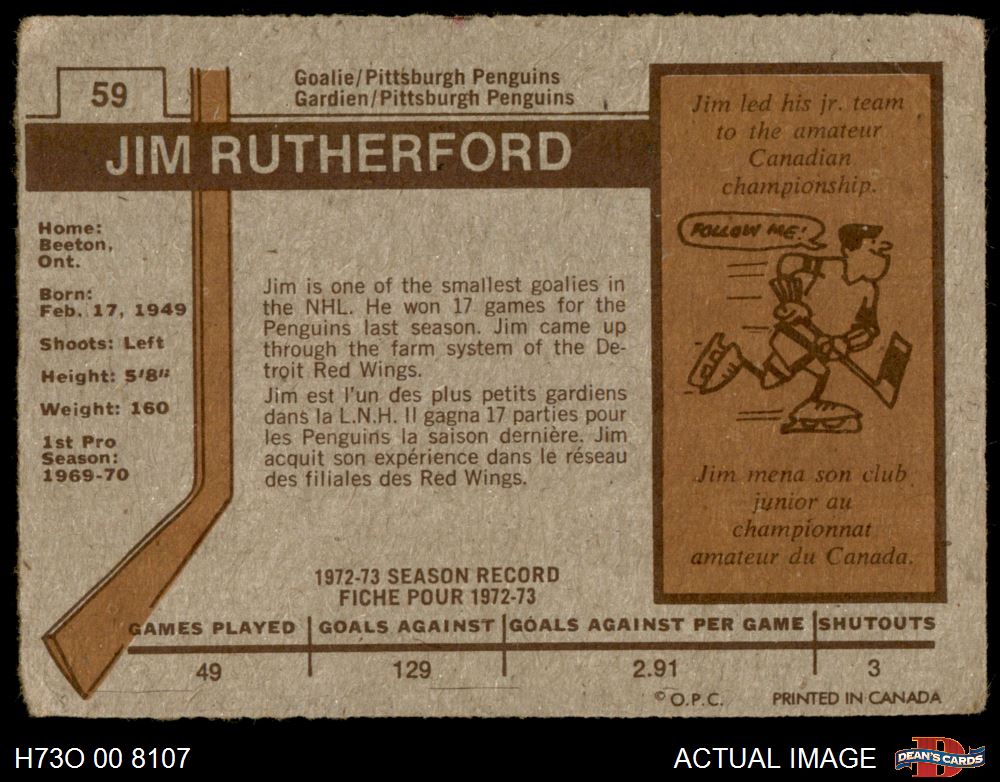 59
Goalie/Pittsburgh Penguins
Gardien/Pittsburgh Penguins
JIM RUTHERFORD
Home:
Beeton,
Ont.
Born:
Feb. 17, 1949
Shoots: Left
Height: 5'8"
Weight: 160
1st Pro
Season:
1969-70
Jim is one of the smallest goalies in
the NHL. He won 17 games for the
Penguins last season. Jim came up
through the farm system of the De-
troit Red Wings.
Jim est l'un des plus petits gardiens
dans la L.N.H. Il gagna 17 parties pour
les Penguins la saison dernière. Jim
acquit son expérience dans le réseau
des filiales des Red Wings.
Jim led his jr. team
to the amateur
Canadian
championship.
FOLLOW ME!
Jim mena son club
junior au
championnat
amateur du Canada.
1972-73 SEASON RECORD
FICHE POUR 1972-73
GAMES PLAYED GOALS AGAINST GOALS AGAINST PER GAME SHUTOUTS
49 129 2.91 3
© O.P.C. PRINTED IN CANADA
H73O 00 8107 ACTUAL IMAGE
D
DEAN'S CARDS